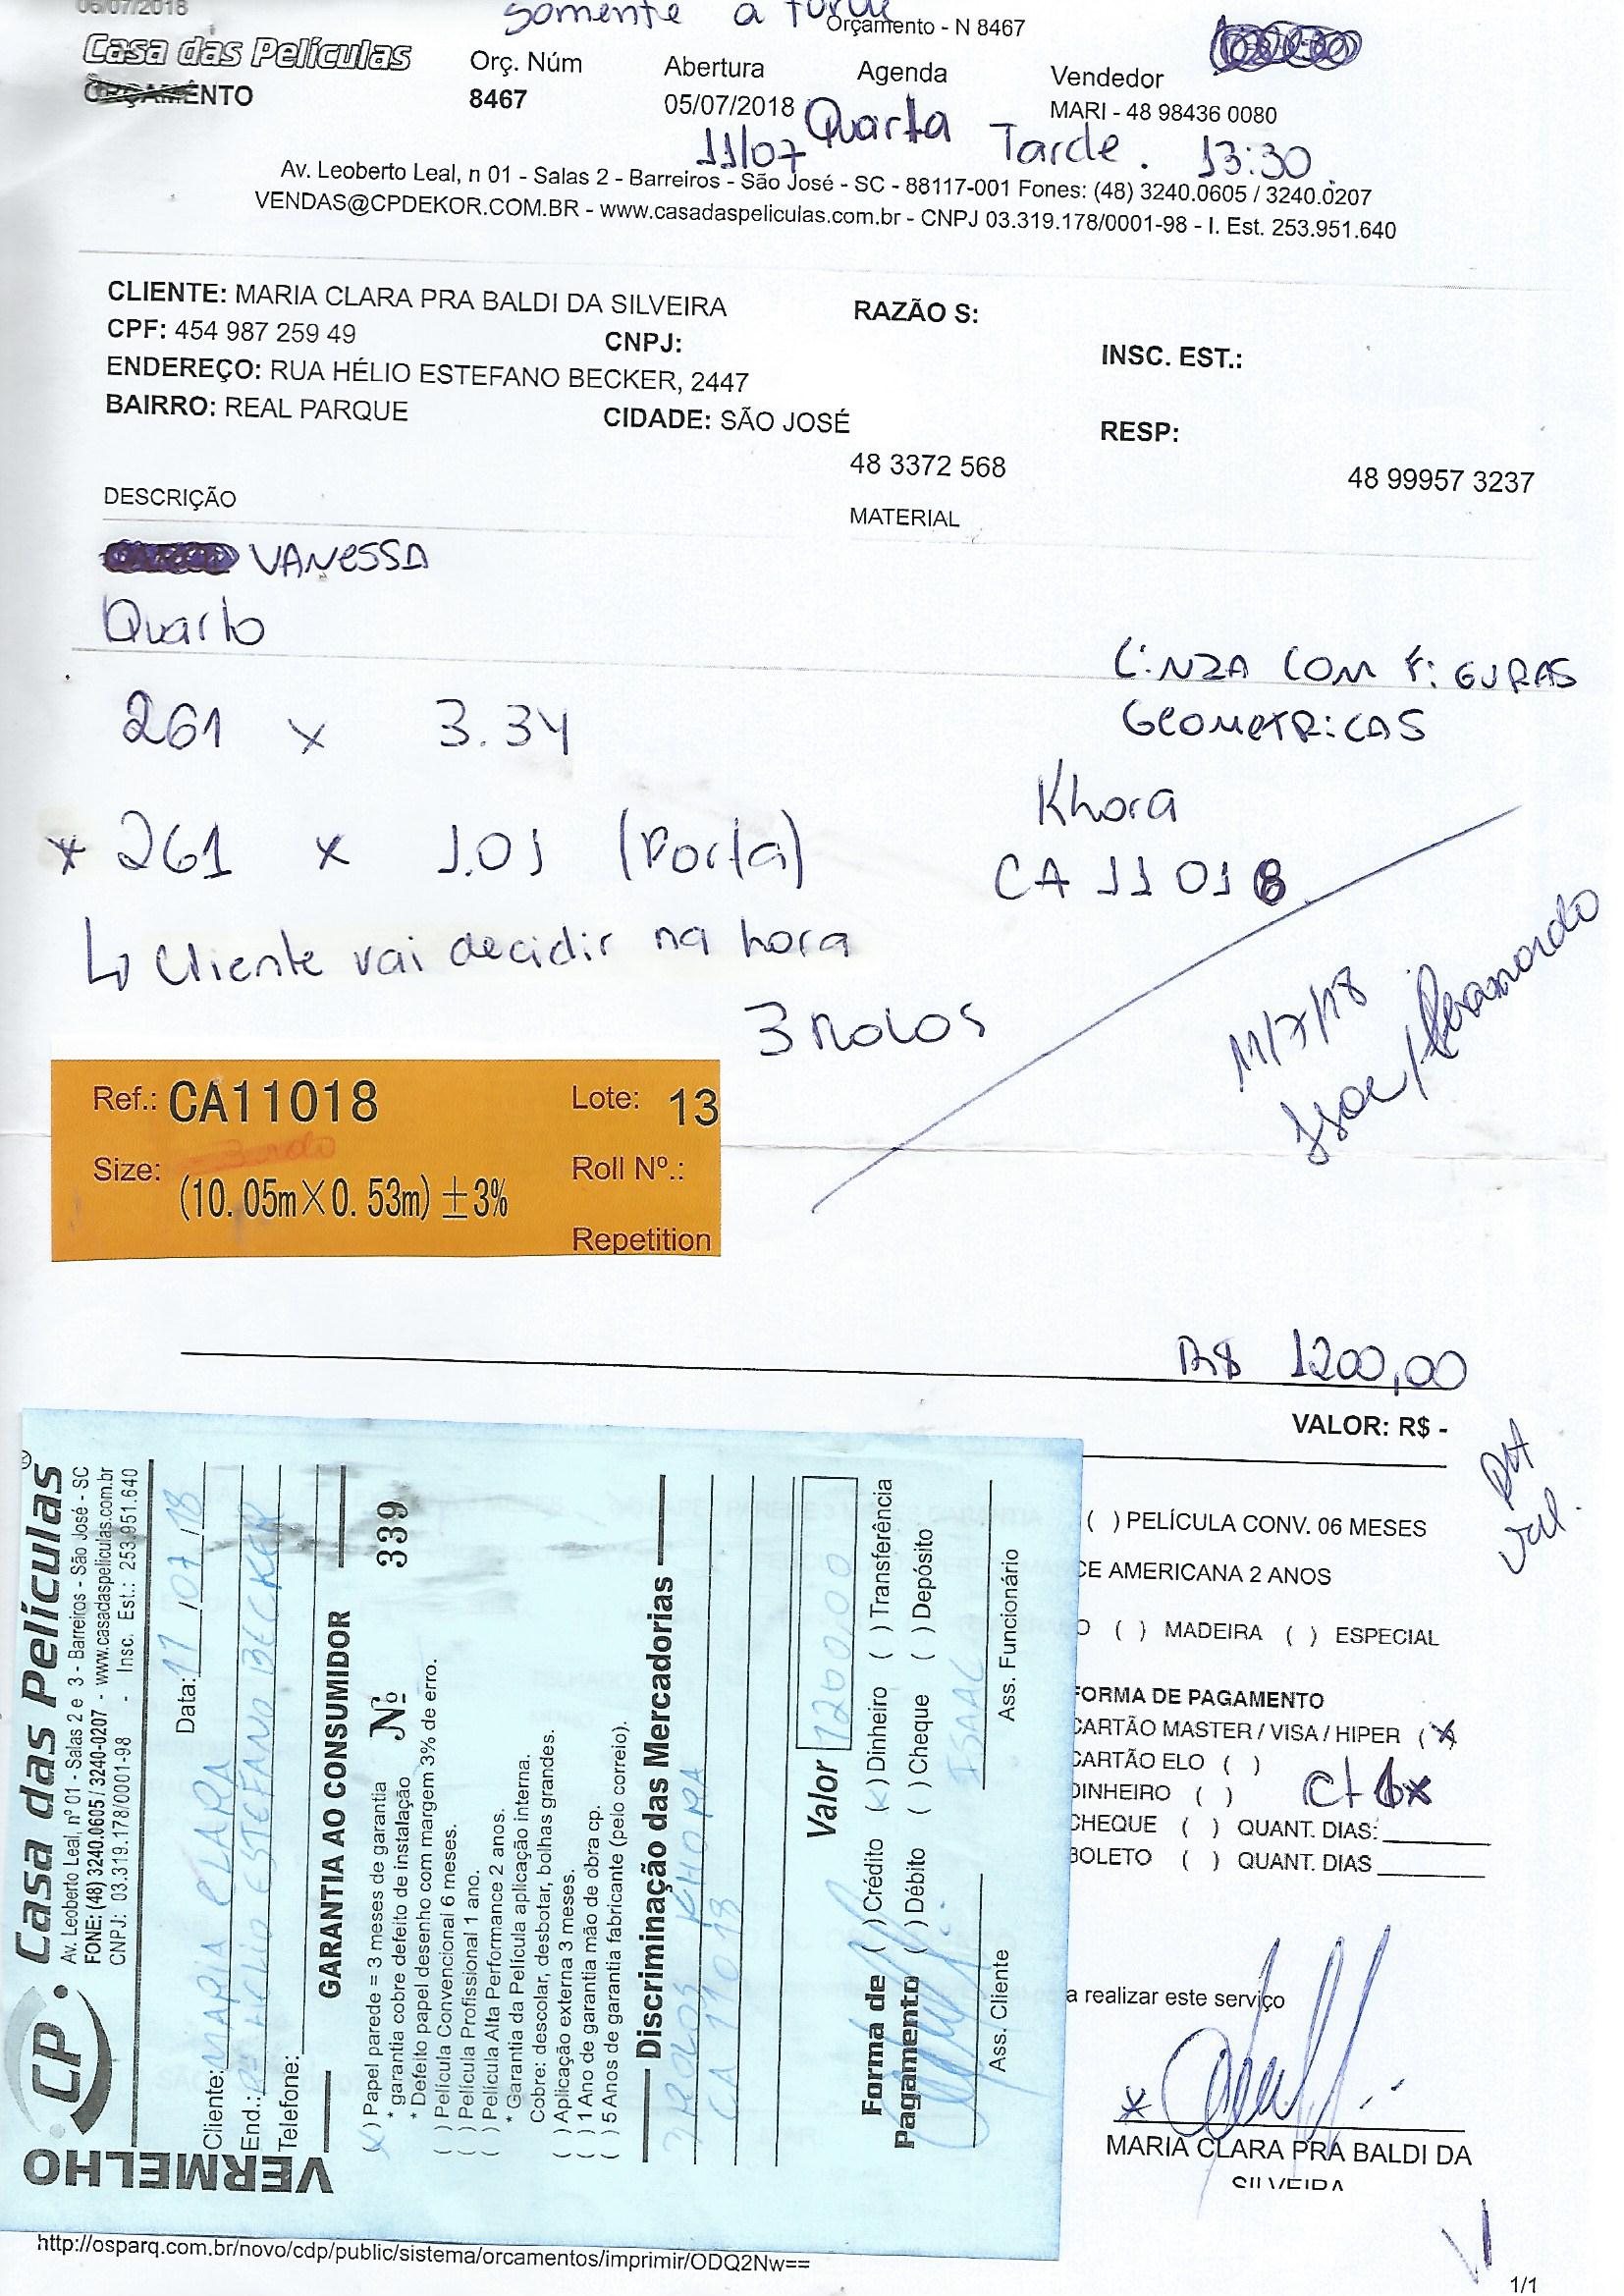 06/07/2018
somente a tarde
Orçamento - N 8467
Casa das Películas
ORÇAMENTO
Orç. Núm
8467
Abertura
05/07/2018
Agenda
Vendedor
MARI - 48 98436 0080
11/07 Quarta Tarde. 13:30
Av. Leoberto Leal, n 01 - Salas 2 - Barreiros - São José - SC - 88117-001 Fones: (48) 3240.0605 / 3240.0207
VENDAS@CPDEKOR.COM.BR - www.casadaspeliculas.com.br - CNPJ 03.319.178/0001-98 - I. Est. 253.951.640
CLIENTE: MARIA CLARA PRA BALDI DA SILVEIRA
RAZÃO S:
CPF: 454 987 259 49
CNPJ:
INSC. EST.:
ENDEREÇO: RUA HÉLIO ESTEFANO BECKER, 2447
BAIRRO: REAL PARQUE
CIDADE: SÃO JOSÉ
RESP:
48 3372 568
48 99957 3237
DESCRIÇÃO
MATERIAL
VANESSA
Quarto
CINZA COM FIGURAS
GEOMETRICAS
261 x 3.34
Khora
* 261 x 1.01 (Porta)
CA 11018
↳ Cliente vai decidir na hora
3 ROLOS
11/7/18
Ref.: CA11018
Lote: 13
Size: (10.05m×0.53m)±3%
Roll Nº.:
Repetition
R$ 1200,00
VALOR: R$ -
CP. Casa das Películas
Av. Leoberto Leal, nº 01 - Salas 2 e 3 - Barreiros - São José - SC
FONE: (48) 3240.0605 / 3240-0207 - www.casadaspeliculas.com.br
CNPJ: 03.319.178/0001-98 - Insc. Est.: 253.951.640
VERMELHO
Data: 11/07/18
Cliente: MARIA CLARA
End.: Rª HELIO ESTEFANO BECKER
Telefone:
GARANTIA AO CONSUMIDOR
Nº 339
(x) Papel parede = 3 meses de garantia
* garantia cobre defeito de instalação
* Defeito papel desenho com margem 3% de erro.
( ) Película Convencional 6 meses.
( ) Película Profissional 1 ano.
( ) Película Alta Performance 2 anos.
* Garantia da Película aplicação interna.
Cobre: descolar, desbotar, bolhas grandes.
( ) Aplicação externa 3 meses.
( ) 1 Ano de garantia mão de obra cp.
( ) 5 Anos de garantia fabricante (pelo correio).
Discriminação das Mercadorias
3 ROLOS KHORA
CA 11018
Valor 1200,00
Forma de Pagamento
( ) Crédito (x) Dinheiro ( ) Transferência
( ) Débito ( ) Cheque ( ) Depósito
ISAAC
Ass. Cliente
Ass. Funcionário
( ) PELÍCULA CONV. 06 MESES
CE AMERICANA 2 ANOS
O ( ) MADEIRA ( ) ESPECIAL
FORMA DE PAGAMENTO
CARTÃO MASTER / VISA / HIPER (x)
CARTÃO ELO ( )
DINHEIRO ( )
CHEQUE ( ) QUANT. DIAS:
BOLETO ( ) QUANT. DIAS
a realizar este serviço
*
MARIA CLARA PRA BALDI DA
SILVEIRA
http://osparq.com.br/novo/cdp/public/sistema/orcamentos/imprimir/ODQ2Nw==
1/1